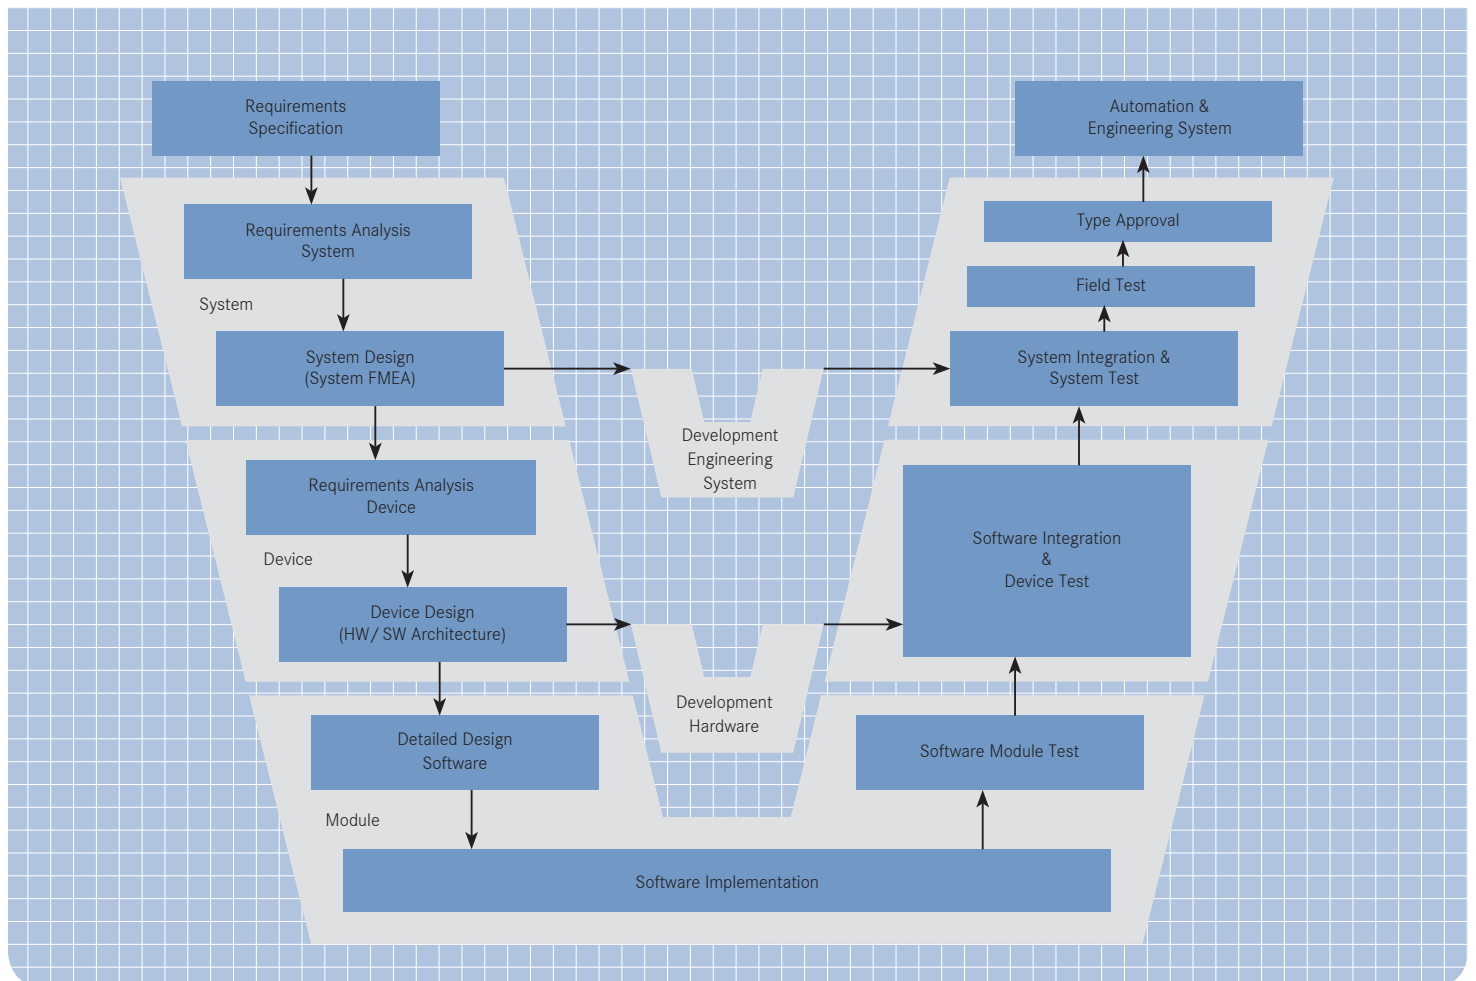 Requirements
Specification
Automation &
Engineering System
Requirements Analysis
System
Type Approval
Field Test
System
System Design
(System FMEA)
System Integration &
System Test
Development
Engineering
System
Requirements Analysis
Device
Software Integration
&
Device Test
Device
Device Design
(HW/ SW Architecture)
Development
Hardware
Detailed Design
Software
Software Module Test
Module
Software Implementation